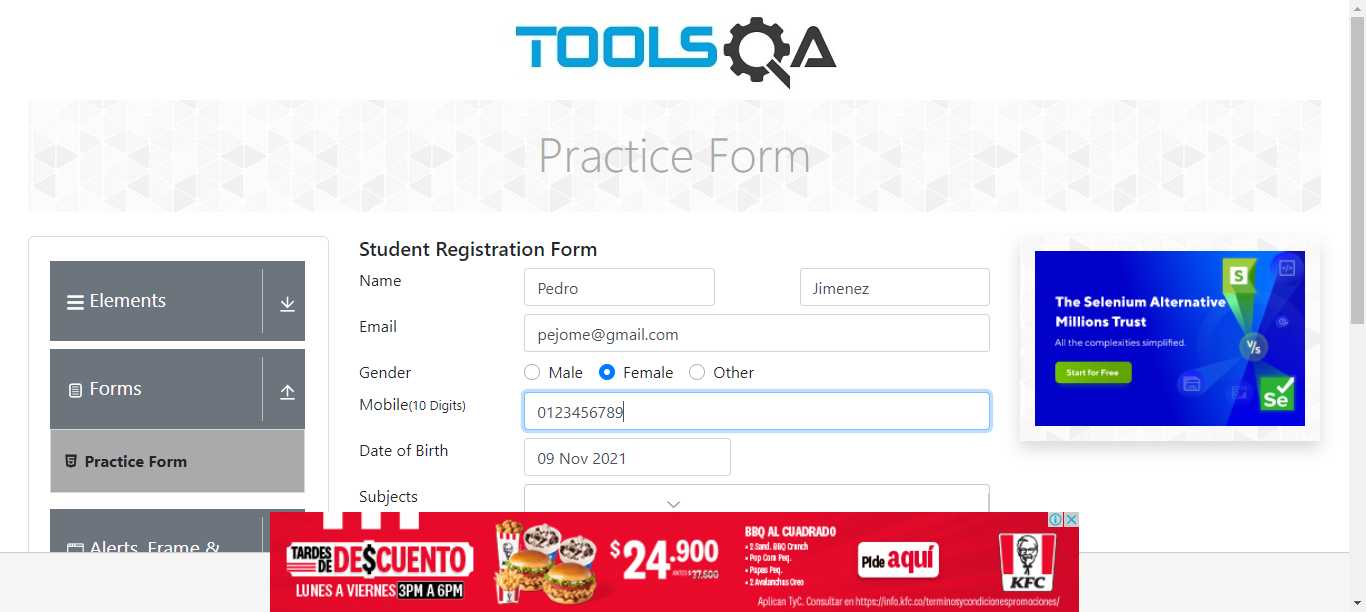 TOOLSQA
Practice Form
Elements
Forms
Practice Form
Alerts, Frame &
Student Registration Form
Name
Pedro
Jimenez
Email
pejome@gmail.com
Gender
Male
Female
Other
Mobile(10 Digits)
0123456789
Date of Birth
09 Nov 2021
Subjects
The Selenium Alternative
Millions Trust
All the complexities simplified.
Start for Free
S
V/s
Se
TARDES
DE DE$CUENTO
LUNES A VIERNES 3PM A 6PM
$24.900
ANTES $37.600
BBQ AL CUADRADO
• 2 Sand. BBQ Crunch
• Pop Corn Peq.
• Papas Peq.
• 2 Avalanchas Oreo
Pide aquí
KFC
Aplican TyC. Consultar en https://info.kfc.co/terminosycondicionespromociones/